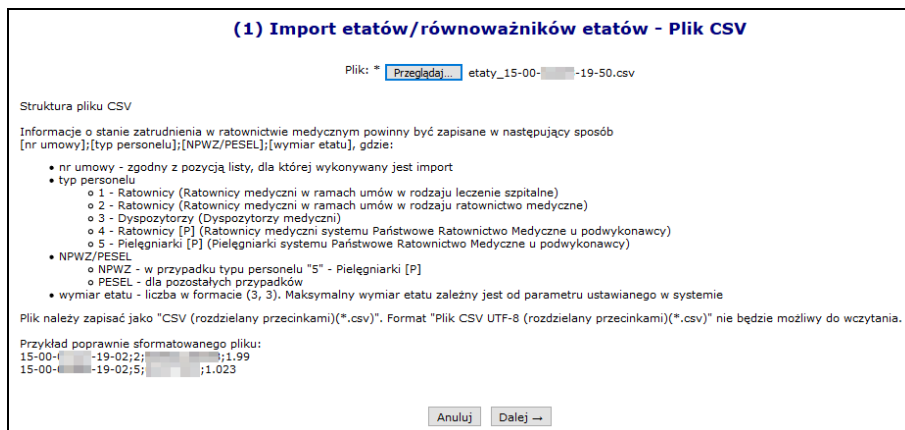 (1) Import etatów/równoważników etatów - Plik CSV
Plik: * Przeglądaj... etaty_15-00- -19-50.csv
Struktura pliku CSV
Informacje o stanie zatrudnienia w ratownictwie medycznym powinny być zapisane w następujący sposób
[nr umowy];[typ personelu];[NPWZ/PESEL];[wymiar etatu], gdzie:
• nr umowy - zgodny z pozycją listy, dla której wykonywany jest import
• typ personelu
o 1 - Ratownicy (Ratownicy medyczni w ramach umów w rodzaju leczenie szpitalne)
o 2 - Ratownicy (Ratownicy medyczni w ramach umów w rodzaju ratownictwo medyczne)
o 3 - Dyspozytorzy (Dyspozytorzy medyczni)
o 4 - Ratownicy [P] (Ratownicy medyczni systemu Państwowe Ratownictwo Medyczne u podwykonawcy)
o 5 - Pielęgniarki [P] (Pielęgniarki systemu Państwowe Ratownictwo Medyczne u podwykonawcy)
• NPWZ/PESEL
o NPWZ - w przypadku typu personelu "5" - Pielęgniarki [P]
o PESEL - dla pozostałych przypadków
• wymiar etatu - liczba w formacie (3, 3). Maksymalny wymiar etatu zależny jest od parametru ustawianego w systemie
Plik należy zapisać jako "CSV (rozdzielany przecinkami)(*.csv)". Format "Plik CSV UTF-8 (rozdzielany przecinkami)(*.csv)" nie będzie możliwy do wczytania.
Przykład poprawnie sformatowanego pliku:
15-00- -19-02;2; ;1.99
15-00- -19-02;5; ;1.023
Anuluj Dalej →